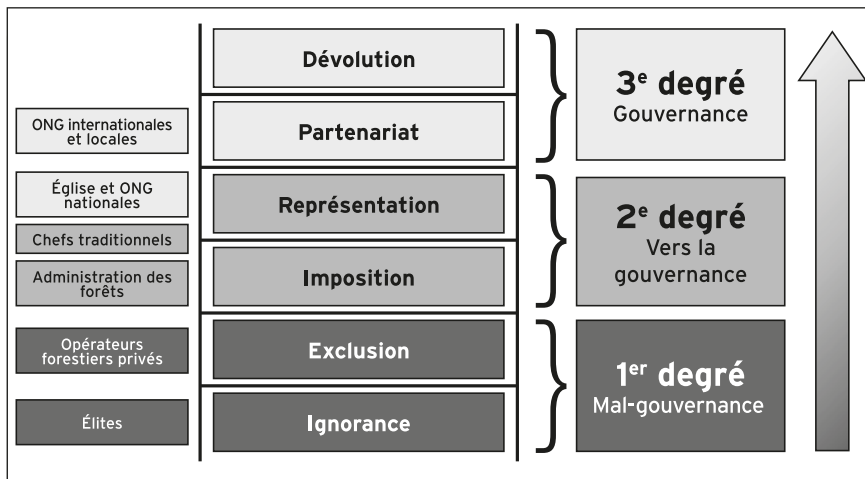 Dévolution
3e degré
Gouvernance
ONG internationales
et locales
Partenariat
Église et ONG
nationales
Représentation
2e degré
Vers la
gouvernance
Chefs traditionnels
Administration des
forêts
Imposition
Opérateurs
forestiers privés
Exclusion
1er degré
Mal-gouvernance
Élites
Ignorance